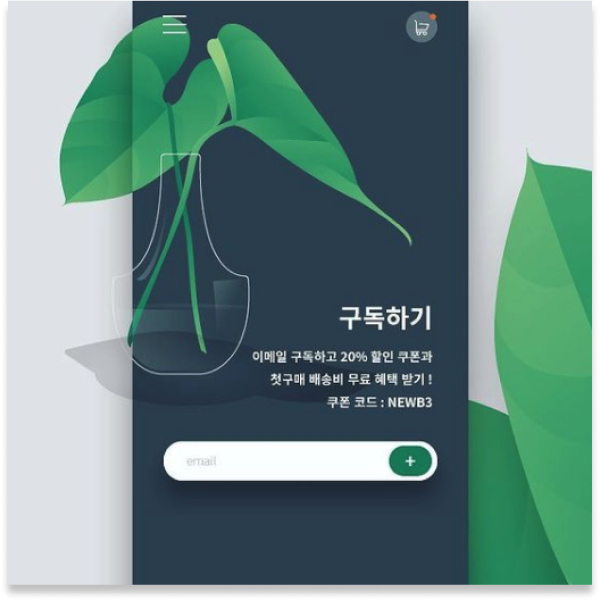 구독하기
이메일 구독하고 20% 할인 쿠폰과
첫구매 배송비 무료 혜택 받기 !
쿠폰 코드 : NEWB3
email
+